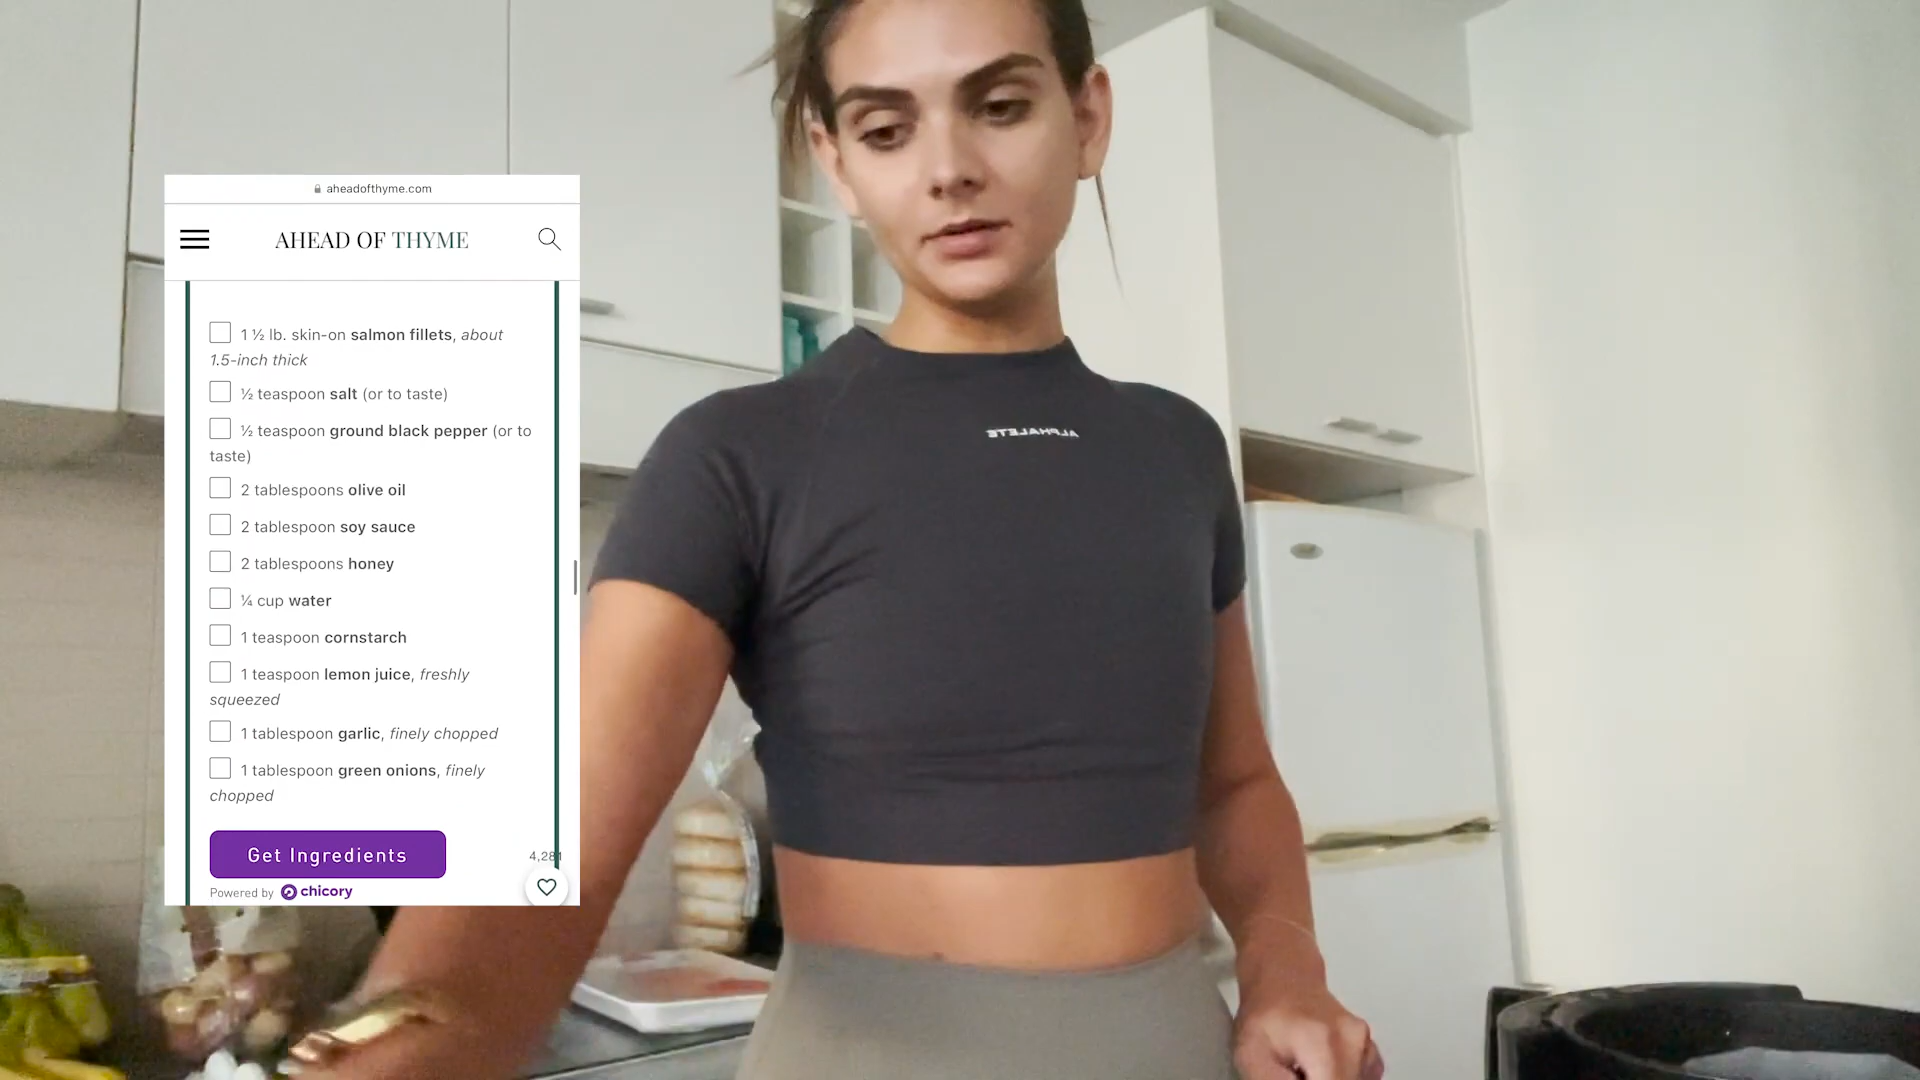 aheadofthyme.com
AHEAD OF THYME
1 ½ lb. skin-on salmon fillets, about
1.5-inch thick
½ teaspoon salt (or to taste)
½ teaspoon ground black pepper (or to
taste)
2 tablespoons olive oil
2 tablespoon soy sauce
2 tablespoons honey
¼ cup water
1 teaspoon cornstarch
1 teaspoon lemon juice, freshly
squeezed
1 tablespoon garlic, finely chopped
1 tablespoon green onions, finely
chopped
Get Ingredients
4,281
Powered by chicory
ALPHALETE